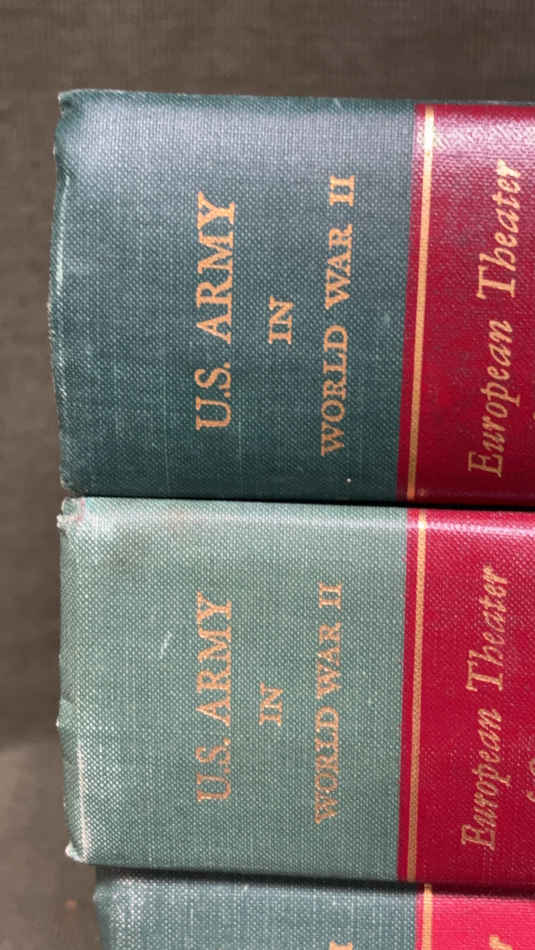 U.S. ARMY
IN
WORLD WAR II
European Theater
U.S. ARMY
IN
WORLD WAR II
European Theater